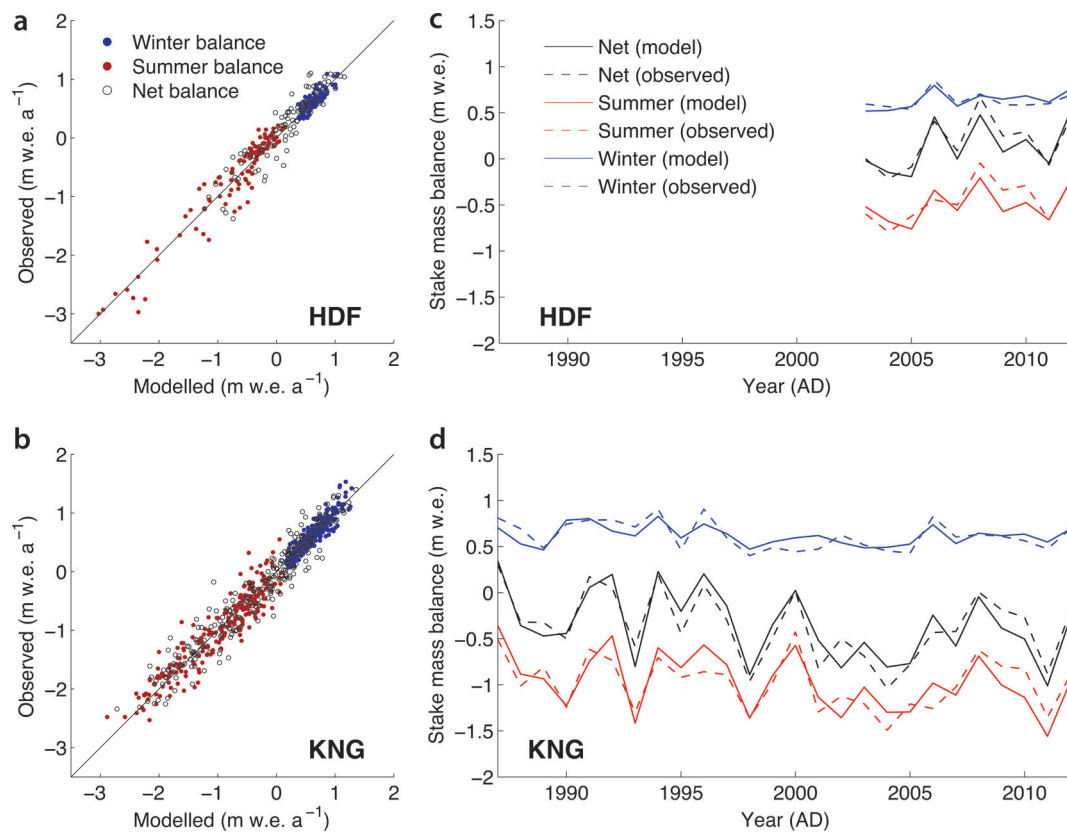 a
2
1
0
−1
−2
−3
Observed (m w.e. a⁻¹)
Winter balance
Summer balance
Net balance
HDF
−3 −2 −1 0 1 2
Modelled (m w.e. a⁻¹)
c
1.5
1
0.5
0
−0.5
−1
−1.5
−2
Stake mass balance (m w.e.)
Net (model)
Net (observed)
Summer (model)
Summer (observed)
Winter (model)
Winter (observed)
HDF
1990 1995 2000 2005 2010
Year (AD)
b
2
1
0
−1
−2
−3
Observed (m w.e. a⁻¹)
KNG
−3 −2 −1 0 1 2
Modelled (m w.e. a⁻¹)
d
1.5
1
0.5
0
−0.5
−1
−1.5
−2
Stake mass balance (m w.e.)
KNG
1990 1995 2000 2005 2010
Year (AD)